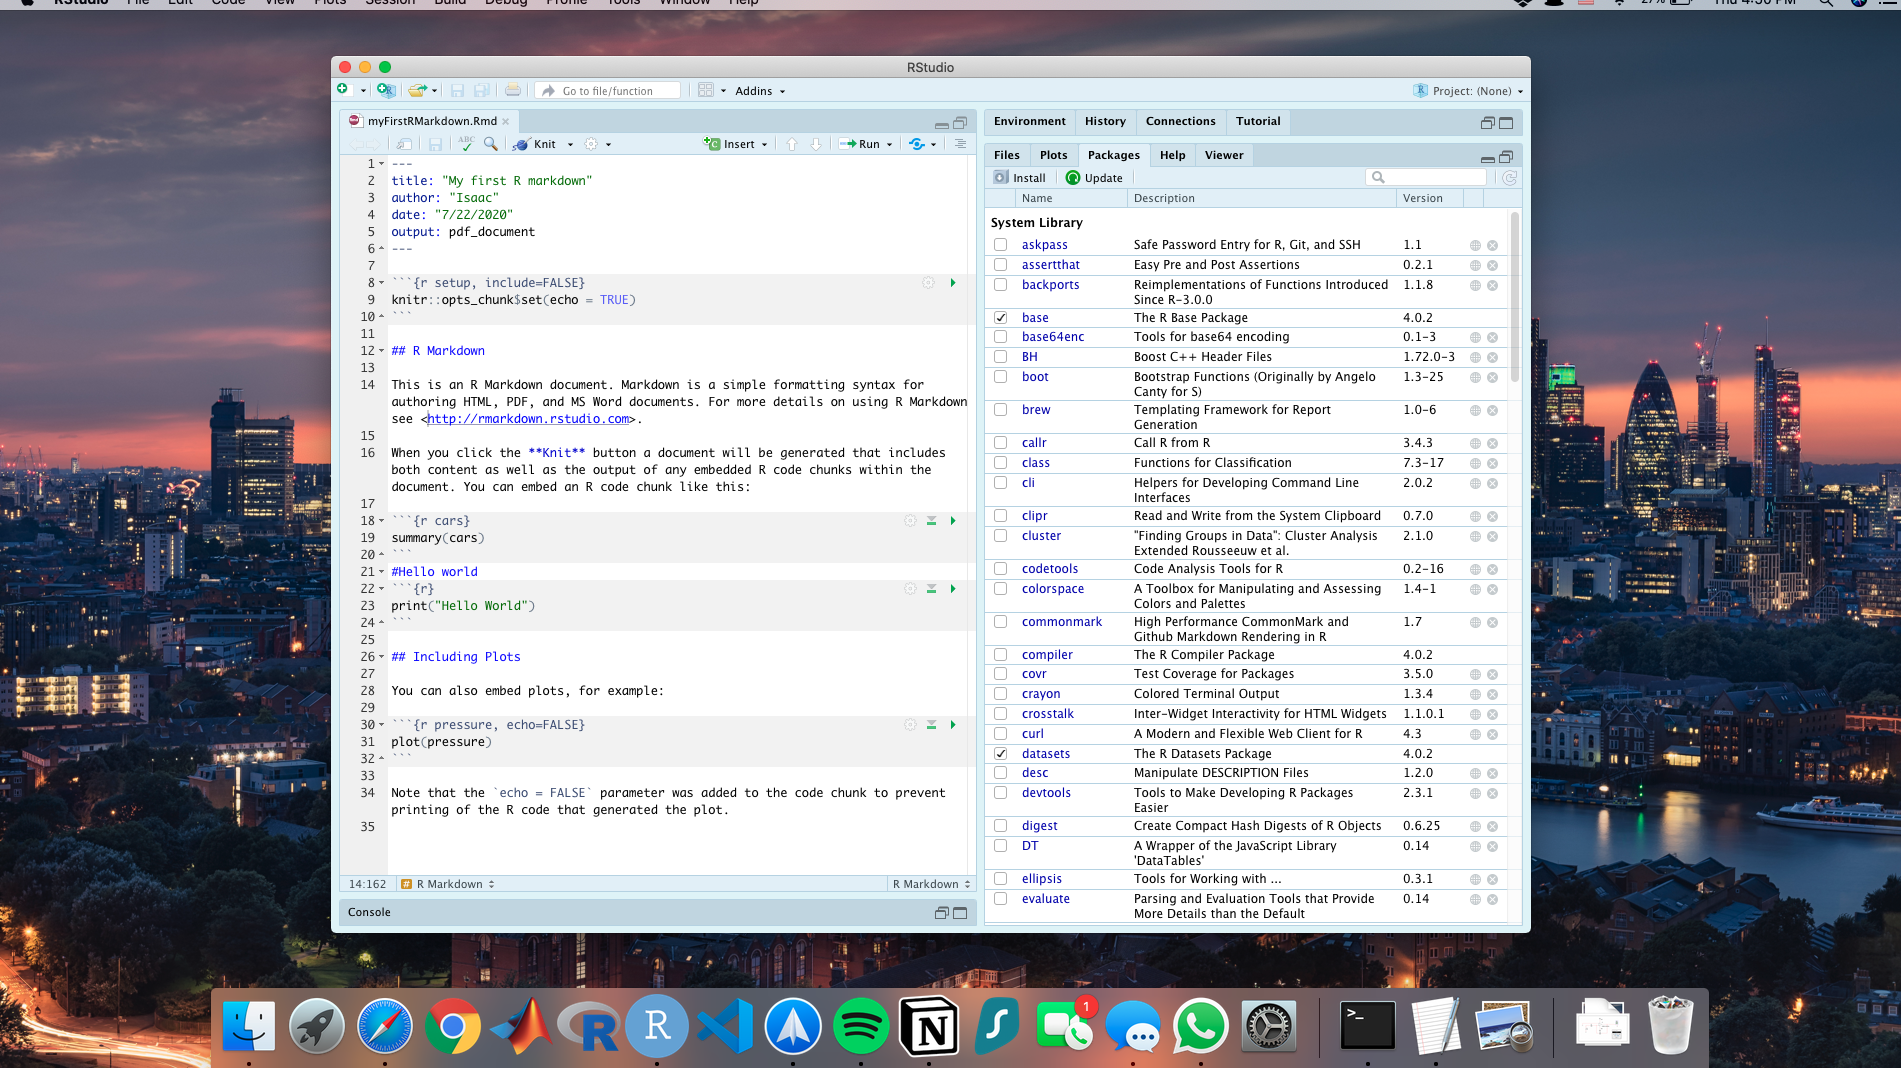 RStudio File Edit Code View Plots Session Build Debug Profile Tools Window Help
27% Thu 4:50 PM
RStudio
Go to file/function
Addins
Project: (None)
myFirstRMarkdown.Rmd
ABC
Knit
Insert
Run
1 ---
2 title: "My first R markdown"
3 author: "Isaac"
4 date: "7/22/2020"
5 output: pdf_document
6 ---
7
8 ```{r setup, include=FALSE}
9 knitr::opts_chunk$set(echo = TRUE)
10 ```
11
12 ## R Markdown
13
14 This is an R Markdown document. Markdown is a simple formatting syntax for
authoring HTML, PDF, and MS Word documents. For more details on using R Markdown
see <http://rmarkdown.rstudio.com>.
15
16 When you click the **Knit** button a document will be generated that includes
both content as well as the output of any embedded R code chunks within the
document. You can embed an R code chunk like this:
17
18 ```{r cars}
19 summary(cars)
20 ```
21 #Hello world
22 ```{r}
23 print("Hello World")
24 ```
25
26 ## Including Plots
27
28 You can also embed plots, for example:
29
30 ```{r pressure, echo=FALSE}
31 plot(pressure)
32 ```
33
34 Note that the `echo = FALSE` parameter was added to the code chunk to prevent
printing of the R code that generated the plot.
35
14:162 # R Markdown R Markdown
Console
Environment History Connections Tutorial
Files Plots Packages Help Viewer
Install Update
Name Description Version
System Library
askpass Safe Password Entry for R, Git, and SSH 1.1
assertthat Easy Pre and Post Assertions 0.2.1
backports Reimplementations of Functions Introduced 1.1.8
Since R-3.0.0
base The R Base Package 4.0.2
base64enc Tools for base64 encoding 0.1-3
BH Boost C++ Header Files 1.72.0-3
boot Bootstrap Functions (Originally by Angelo 1.3-25
Canty for S)
brew Templating Framework for Report 1.0-6
Generation
callr Call R from R 3.4.3
class Functions for Classification 7.3-17
cli Helpers for Developing Command Line 2.0.2
Interfaces
clipr Read and Write from the System Clipboard 0.7.0
cluster "Finding Groups in Data": Cluster Analysis 2.1.0
Extended Rousseeuw et al.
codetools Code Analysis Tools for R 0.2-16
colorspace A Toolbox for Manipulating and Assessing 1.4-1
Colors and Palettes
commonmark High Performance CommonMark and 1.7
Github Markdown Rendering in R
compiler The R Compiler Package 4.0.2
covr Test Coverage for Packages 3.5.0
crayon Colored Terminal Output 1.3.4
crosstalk Inter-Widget Interactivity for HTML Widgets 1.1.0.1
curl A Modern and Flexible Web Client for R 4.3
datasets The R Datasets Package 4.0.2
desc Manipulate DESCRIPTION Files 1.2.0
devtools Tools to Make Developing R Packages 2.3.1
Easier
digest Create Compact Hash Digests of R Objects 0.6.25
DT A Wrapper of the JavaScript Library 0.14
'DataTables'
ellipsis Tools for Working with ... 0.3.1
evaluate Parsing and Evaluation Tools that Provide 0.14
More Details than the Default
R
R
N
1
>_